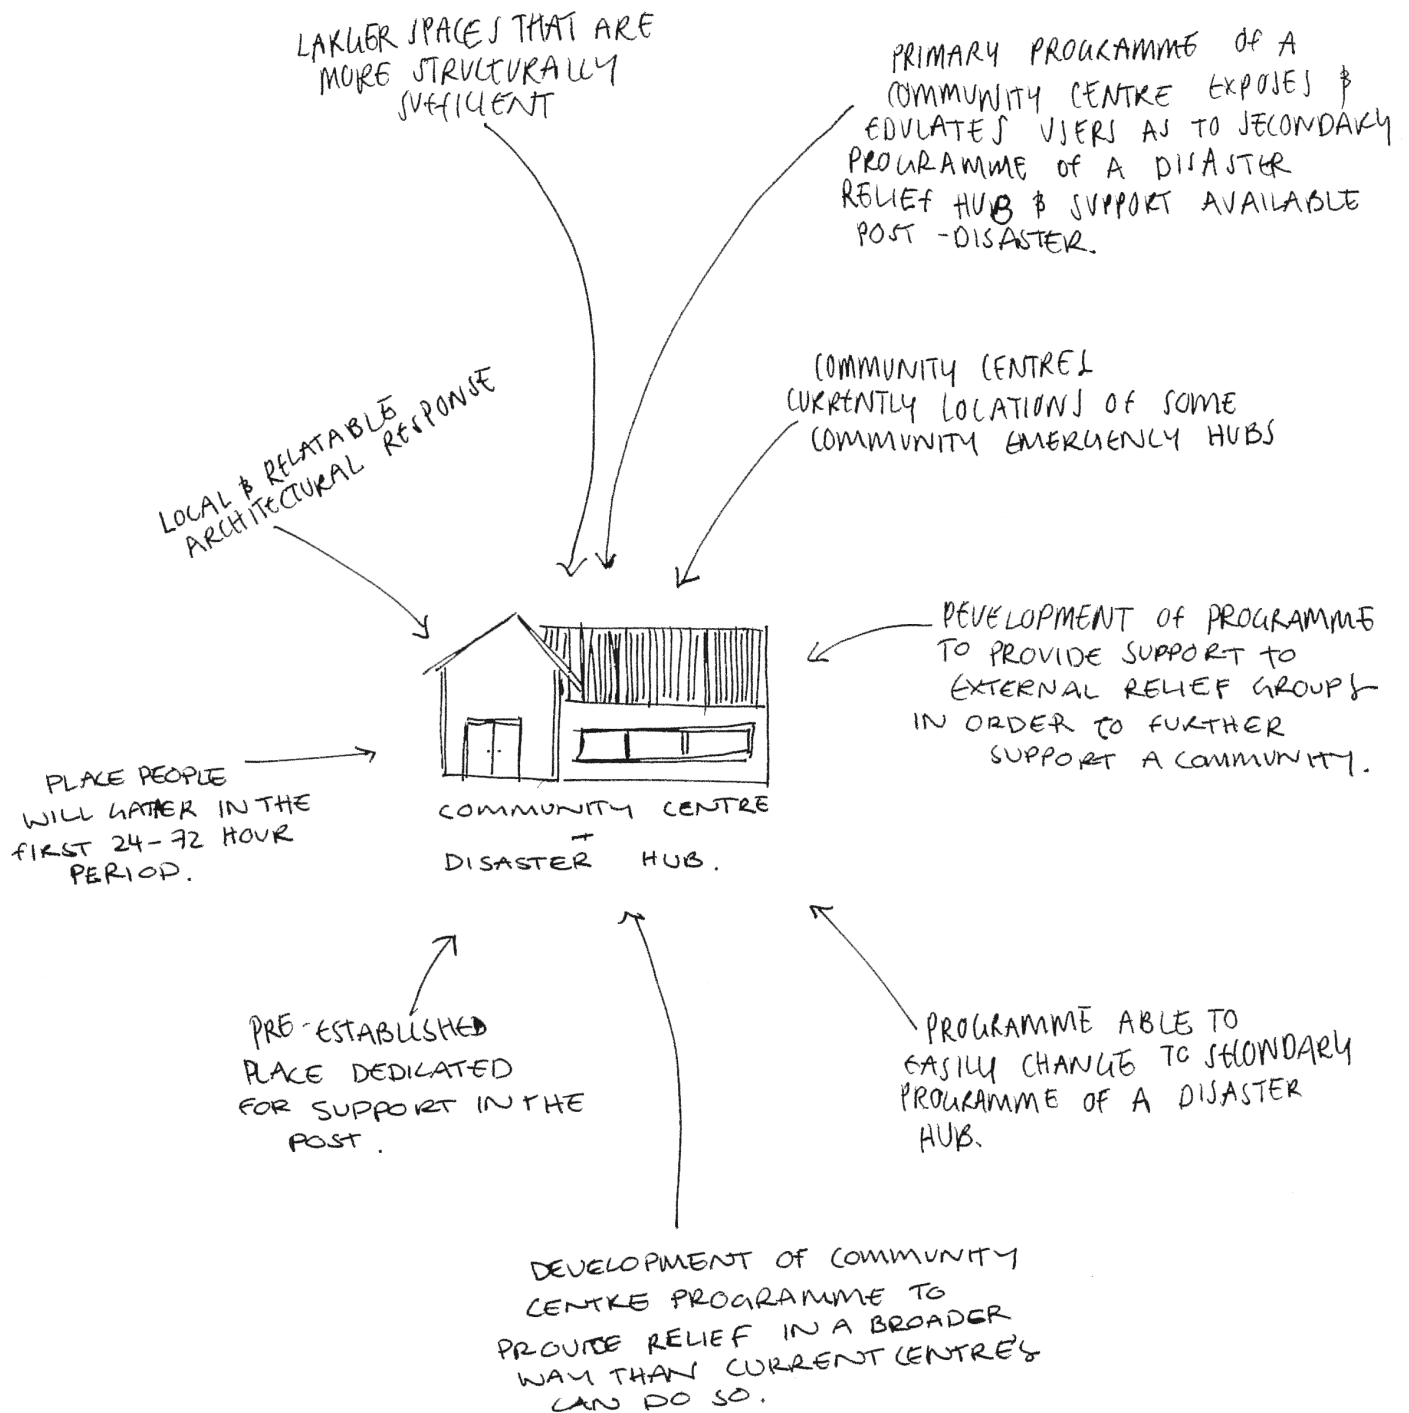 LARGER SPACES THAT ARE
MORE STRUCTURALLY
SUFFICIENT
PRIMARY PROGRAMME OF A
COMMUNITY CENTRE EXPOSES &
EDUCATES USERS AS TO SECONDARY
PROGRAMME OF A DISASTER
RELIEF HUB & SUPPORT AVAILABLE
POST-DISASTER.
COMMUNITY CENTRES
CURRENTLY LOCATIONS OF SOME
COMMUNITY EMERGENCY HUBS
LOCAL & RELATABLE
ARCHITECTURAL RESPONSE
DEVELOPMENT OF PROGRAMME
TO PROVIDE SUPPORT TO
EXTERNAL RELIEF GROUPS
IN ORDER TO FURTHER
SUPPORT A COMMUNITY.
PLACE PEOPLE
WILL GATHER IN THE
FIRST 24-72 HOUR
PERIOD.
COMMUNITY CENTRE
+
DISASTER HUB.
PRE-ESTABLISHED
PLACE DEDICATED
FOR SUPPORT IN THE
POST.
PROGRAMME ABLE TO
EASILY CHANGE TO SECONDARY
PROGRAMME OF A DISASTER
HUB.
DEVELOPMENT OF COMMUNITY
CENTRE PROGRAMME TO
PROVIDE RELIEF IN A BROADER
WAY THAN CURRENT CENTRE'S
CAN DO SO.